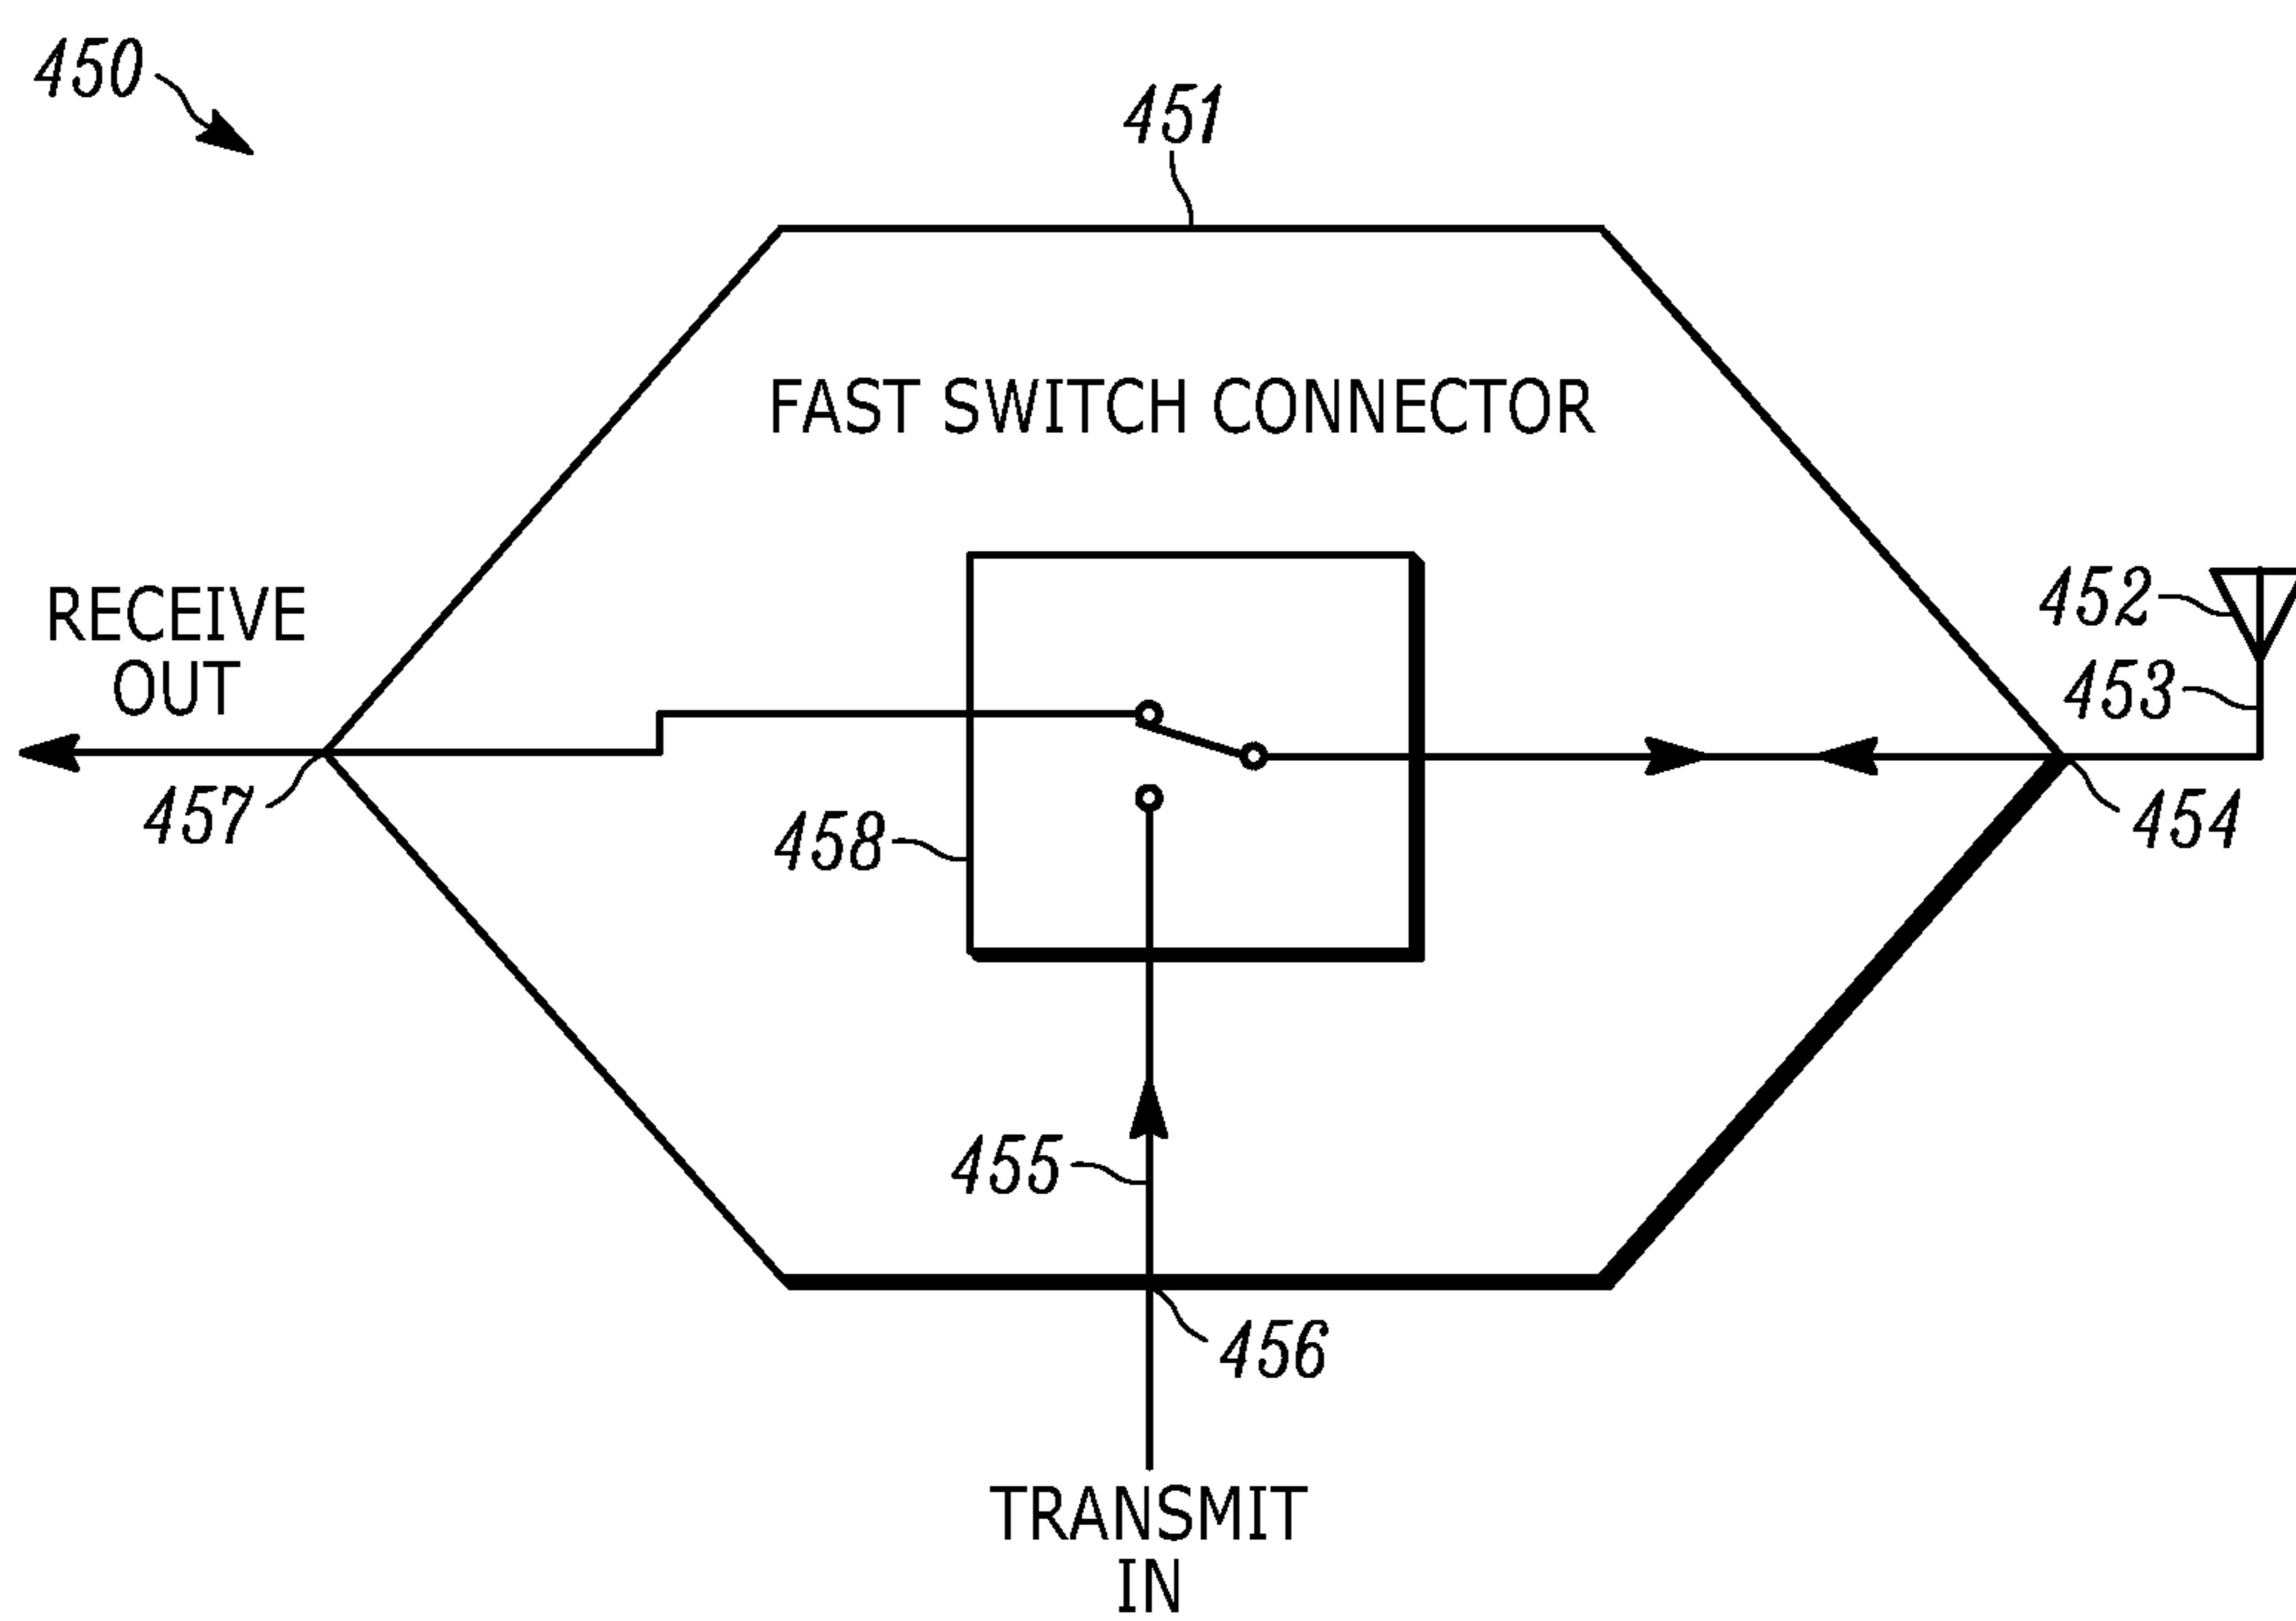 450
451
FAST SWITCH CONNECTOR
RECEIVE
OUT
452
453
457
458
454
455
456
TRANSMIT
IN